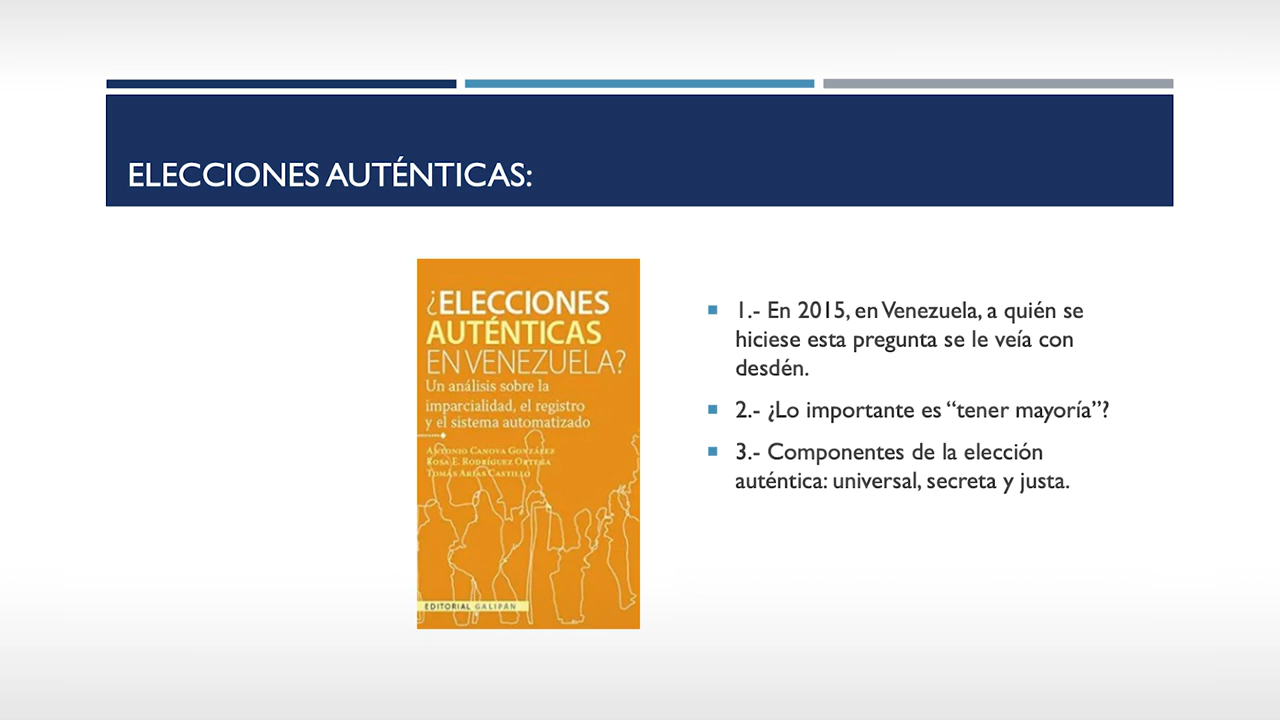 ELECCIONES AUTÉNTICAS:
¿ELECCIONES
AUTÉNTICAS
EN VENEZUELA?
Un análisis sobre la
imparcialidad, el registro
y el sistema automatizado
ANTONIO CANOVA GONZÁLEZ
ROSA E. RODRÍGUEZ ORTEGA
TOMÁS ARIAS CASTILLO
EDITORIAL GALIPÁN
1.- En 2015, en Venezuela, a quién se
hiciese esta pregunta se le veía con
desdén.
2.- ¿Lo importante es “tener mayoría”?
3.- Componentes de la elección
auténtica: universal, secreta y justa.